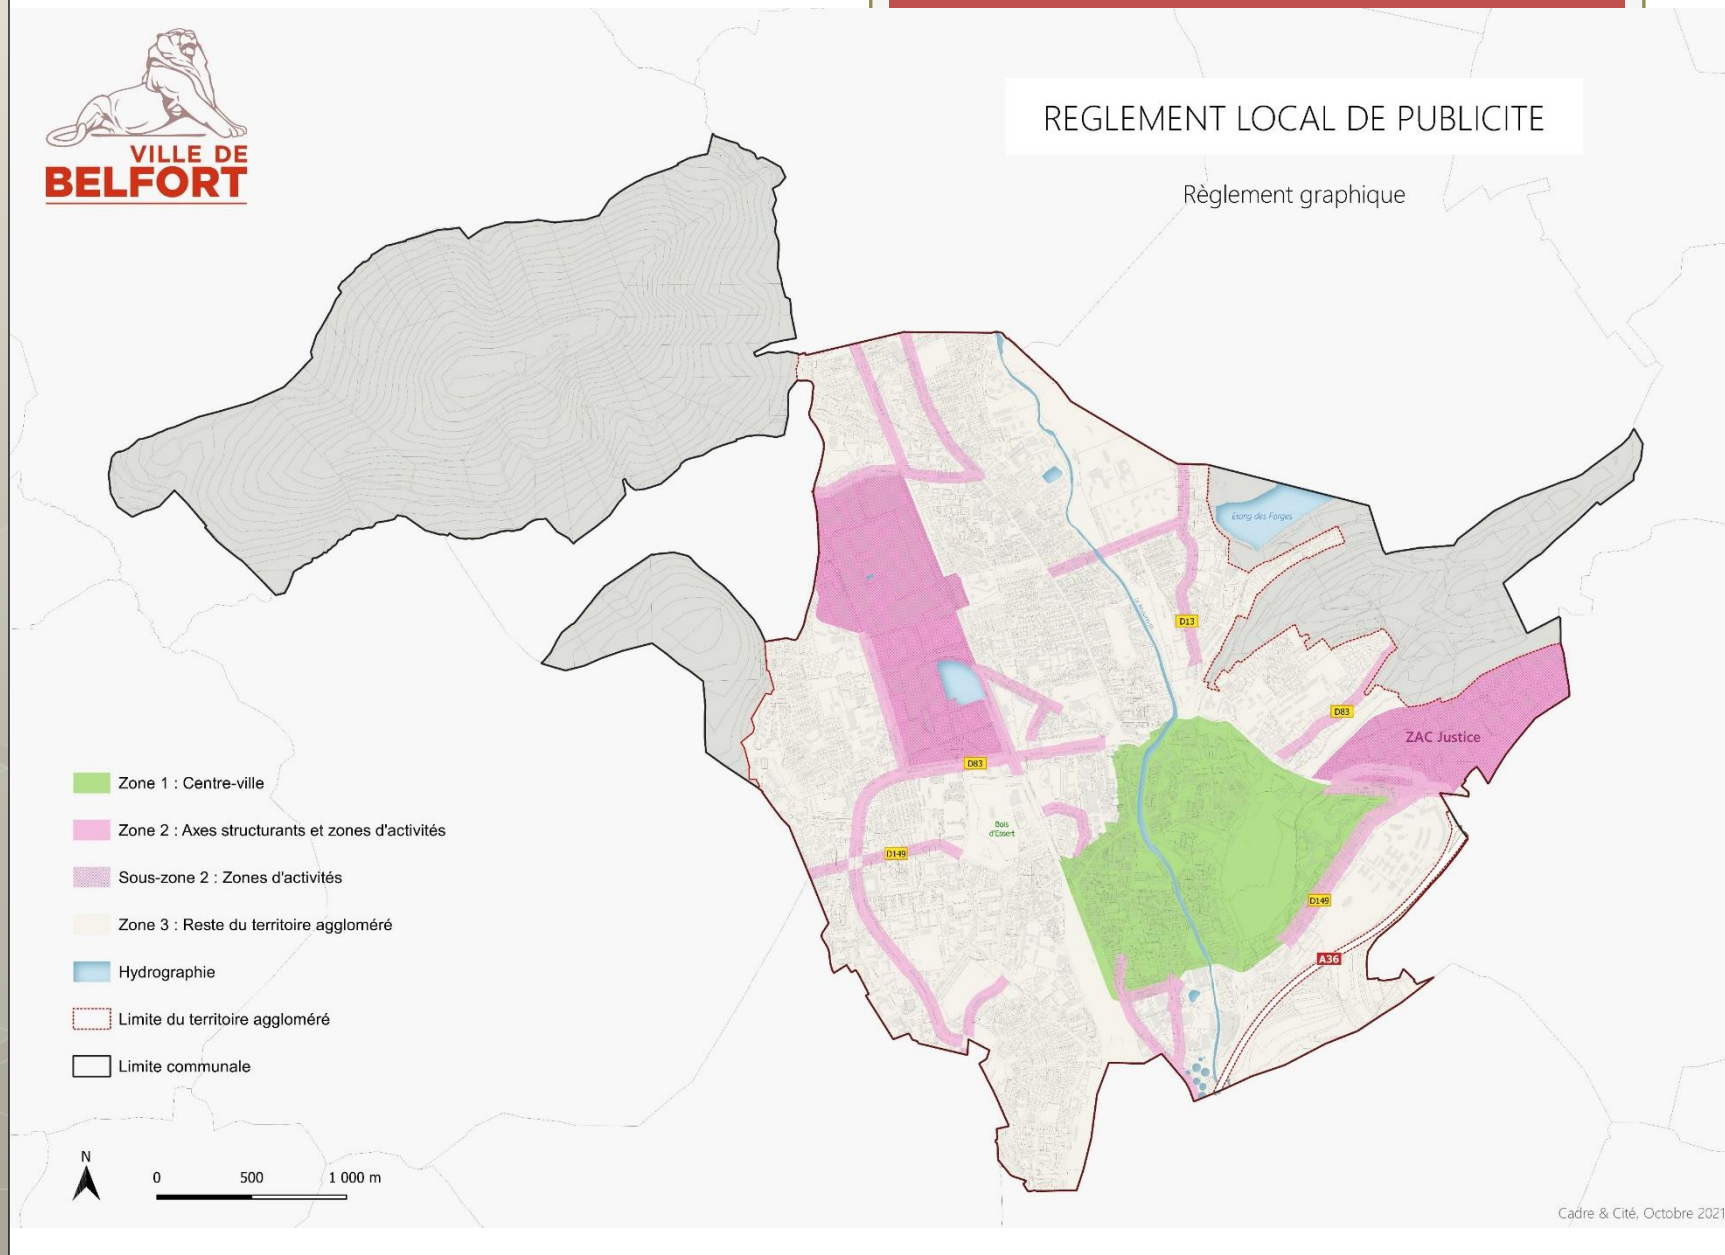 VILLE DE
BELFORT
REGLEMENT LOCAL DE PUBLICITE
Règlement graphique
Etang des Forges
D13
D83
ZAC Justice
D83
Bois
d'Essert
D149
D149
A36
Zone 1 : Centre-ville
Zone 2 : Axes structurants et zones d'activités
Sous-zone 2 : Zones d'activités
Zone 3 : Reste du territoire aggloméré
Hydrographie
Limite du territoire aggloméré
Limite communale
N
0 500 1 000 m
Cadre & Cité, Octobre 2021